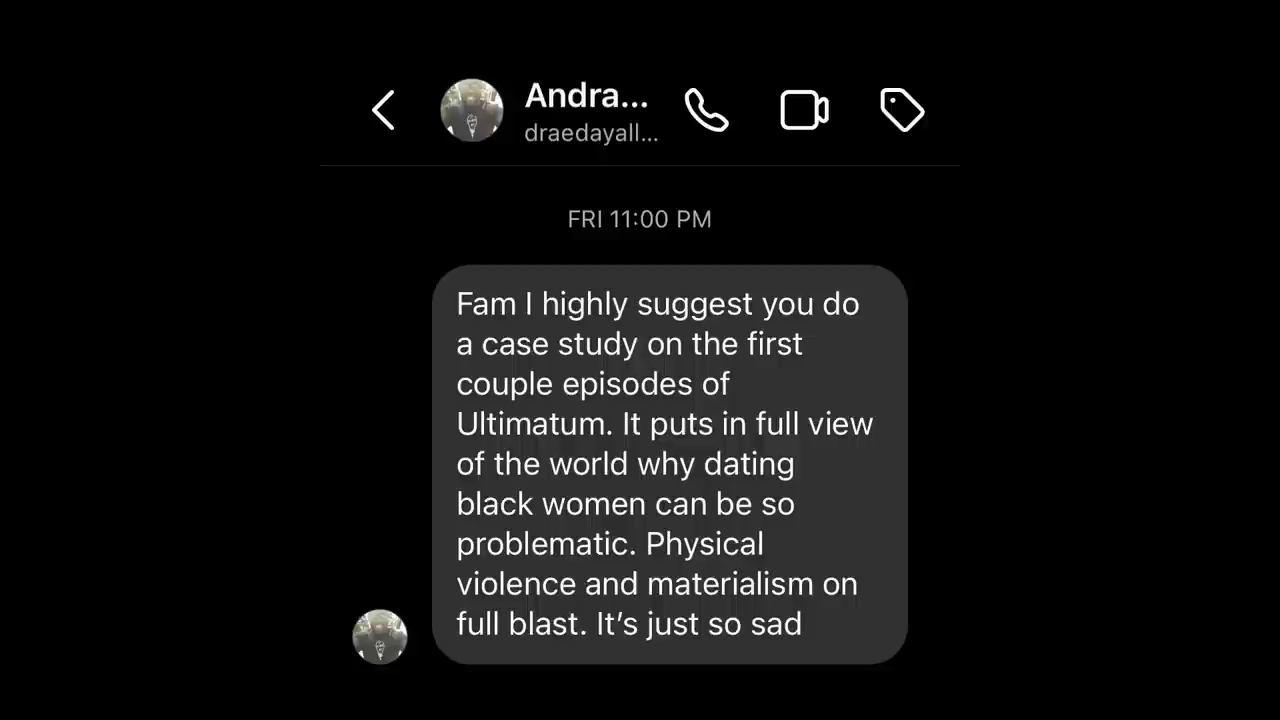 Andra...
draedayall...
FRI 11:00 PM
Fam I highly suggest you do
a case study on the first
couple episodes of
Ultimatum. It puts in full view
of the world why dating
black women can be so
problematic. Physical
violence and materialism on
full blast. It’s just so sad